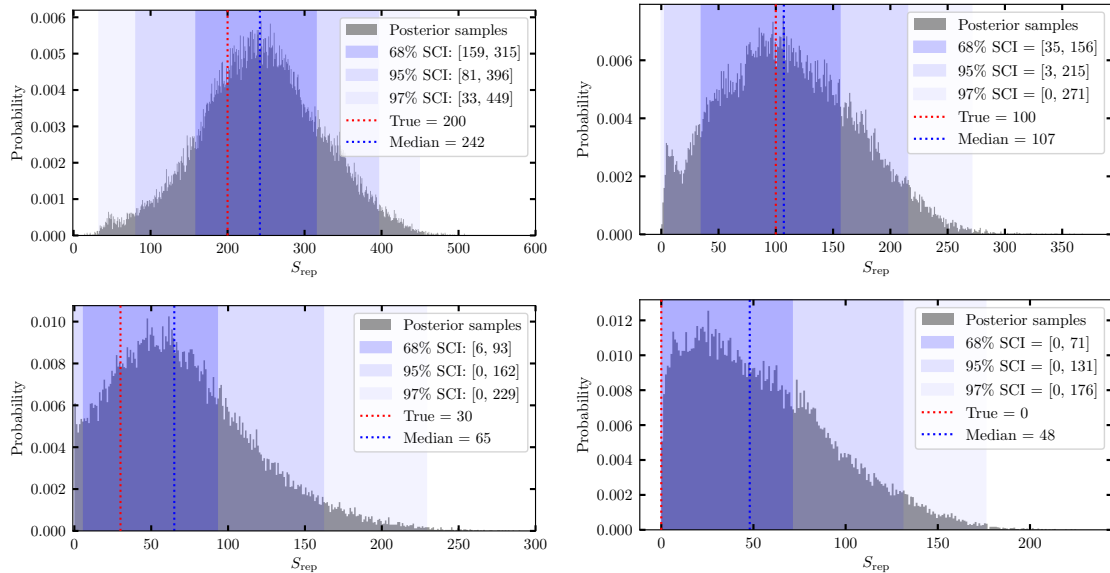 0.006
0.005
0.004
0.003
0.002
0.001
0.000
Probability
0
100
200
300
400
500
600
S_rep
Posterior samples
68% SCI: [159, 315]
95% SCI: [81, 396]
97% SCI: [33, 449]
True = 200
Median = 242
0.006
0.004
0.002
0.000
Probability
0
50
100
150
200
250
300
350
S_rep
Posterior samples
68% SCI = [35, 156]
95% SCI = [3, 215]
97% SCI = [0, 271]
True = 100
Median = 107
0.010
0.008
0.006
0.004
0.002
0.000
Probability
0
50
100
150
200
250
300
S_rep
Posterior samples
68% SCI: [6, 93]
95% SCI: [0, 162]
97% SCI: [0, 229]
True = 30
Median = 65
0.012
0.010
0.008
0.006
0.004
0.002
0.000
Probability
0
50
100
150
200
S_rep
Posterior samples
68% SCI = [0, 71]
95% SCI = [0, 131]
97% SCI = [0, 176]
True = 0
Median = 48